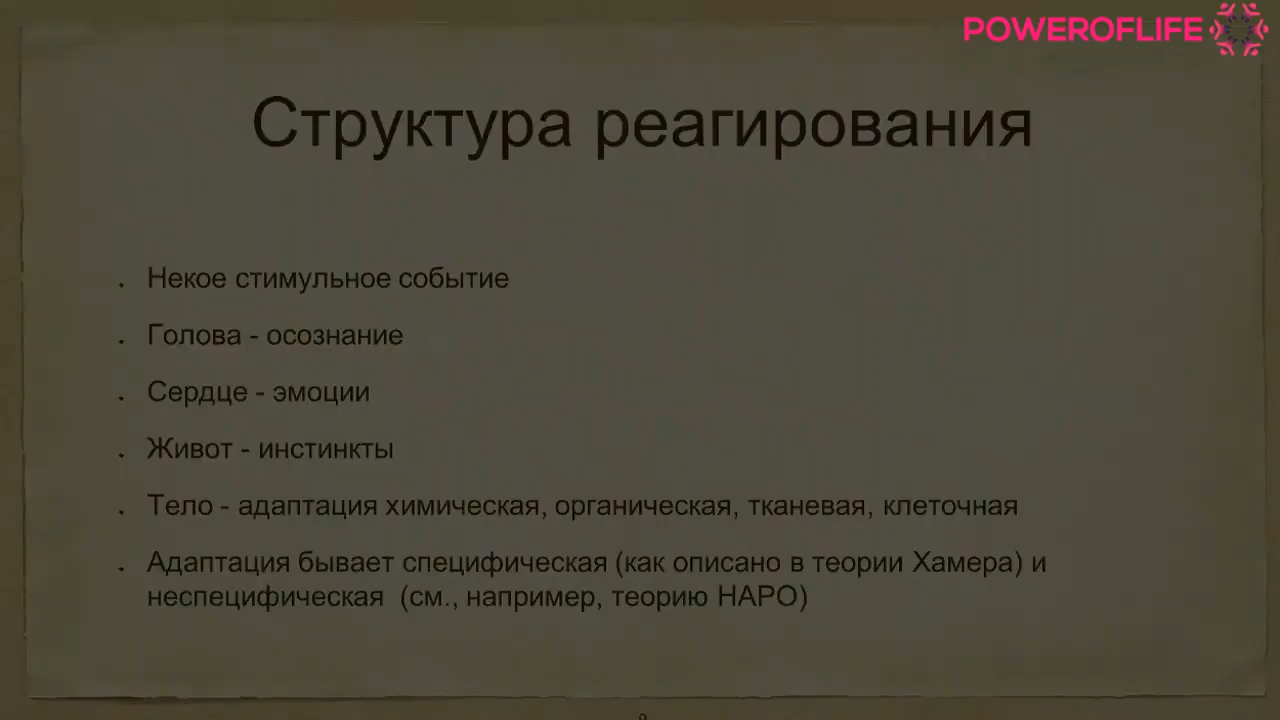 POWEROFLIFE
Структура реагирования
Некое стимульное событие
Голова - осознание
Сердце - эмоции
Живот - инстинкты
Тело - адаптация химическая, органическая, тканевая, клеточная
Адаптация бывает специфическая (как описано в теории Хамера) и
неспецифическая (см., например, теорию НАРО)